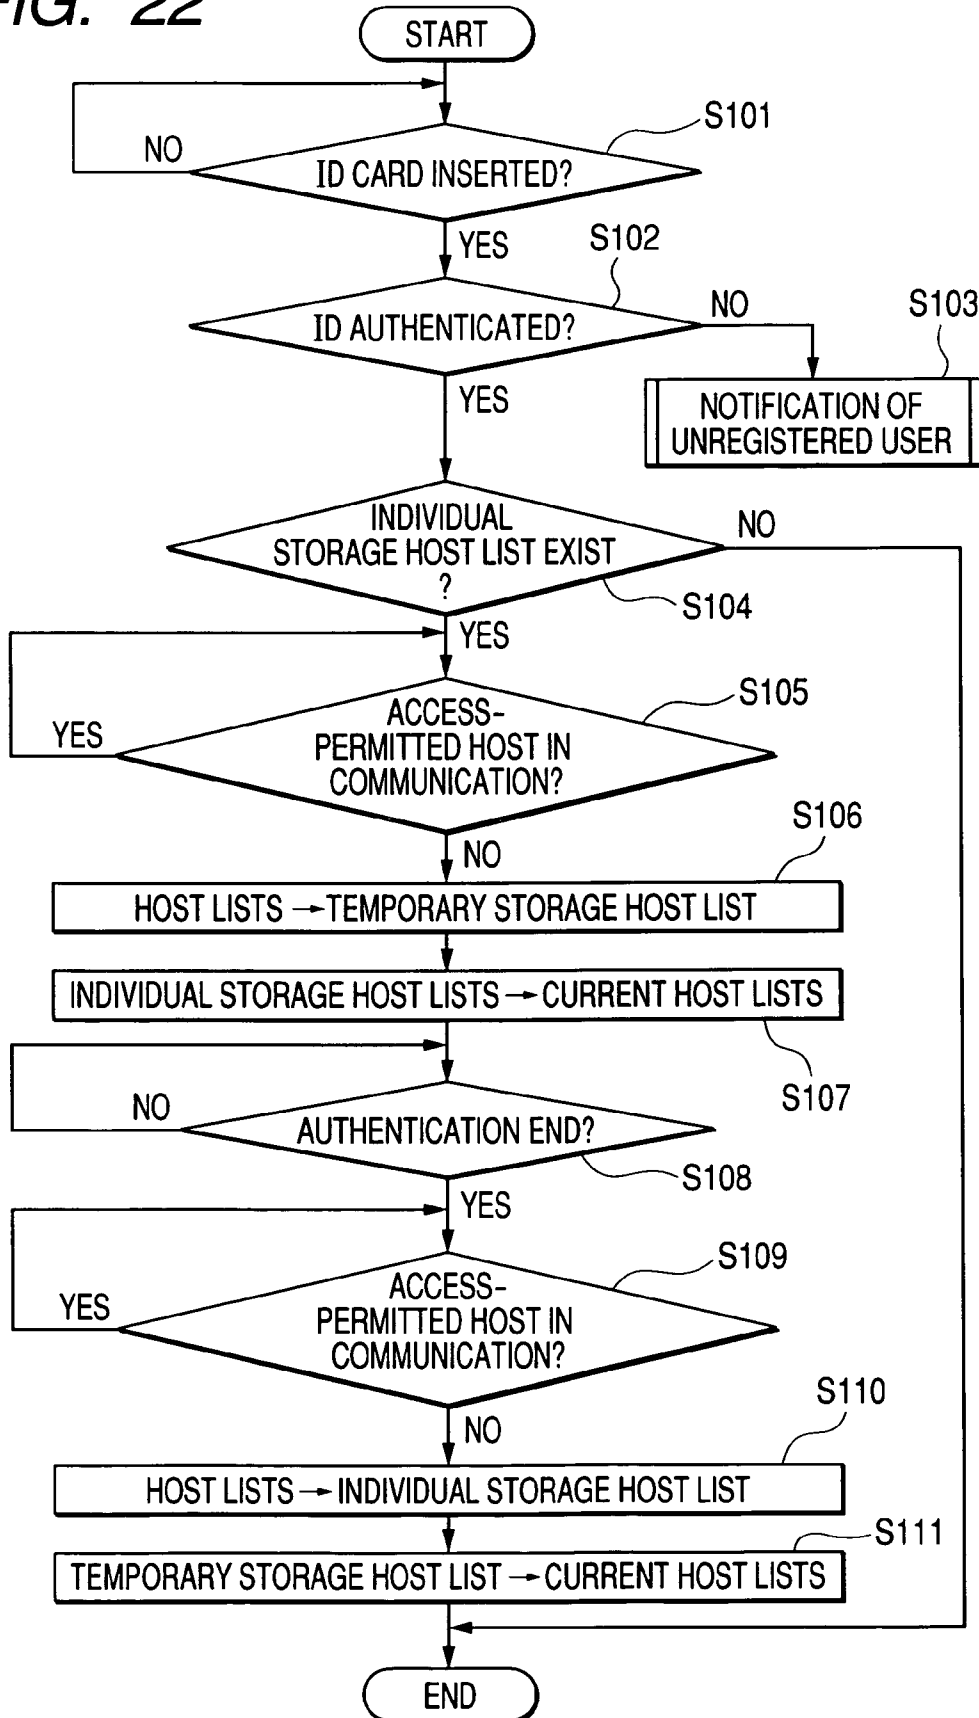 FIG. 22
START
S101
NO
ID CARD INSERTED?
YES
S102
NO
S103
ID AUTHENTICATED?
YES
NOTIFICATION OF
UNREGISTERED USER
INDIVIDUAL
STORAGE HOST LIST EXIST
?
NO
S104
YES
S105
ACCESS-
PERMITTED HOST IN
COMMUNICATION?
YES
S106
NO
HOST LISTS → TEMPORARY STORAGE HOST LIST
INDIVIDUAL STORAGE HOST LISTS → CURRENT HOST LISTS
S107
NO
AUTHENTICATION END?
S108
YES
S109
ACCESS-
PERMITTED HOST IN
COMMUNICATION?
YES
S110
NO
HOST LISTS → INDIVIDUAL STORAGE HOST LIST
S111
TEMPORARY STORAGE HOST LIST → CURRENT HOST LISTS
END